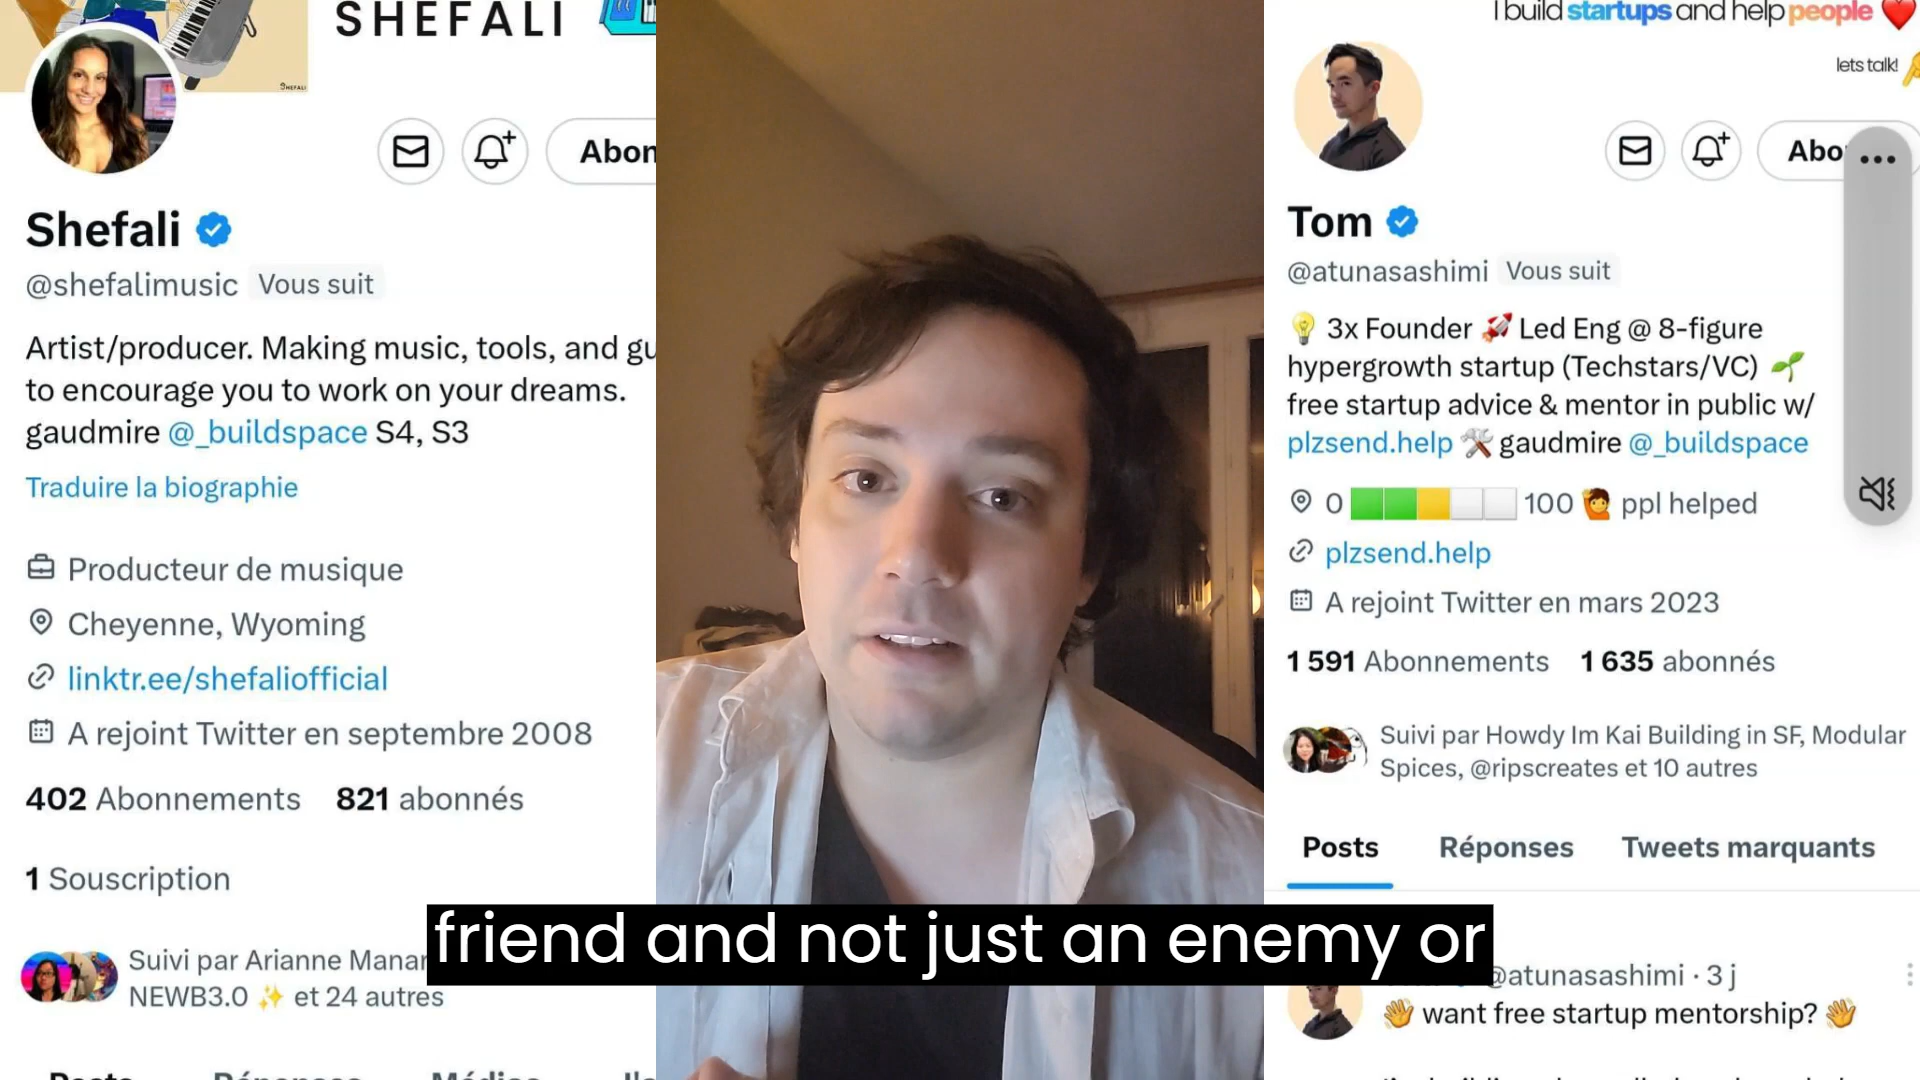 SHEFALI
SHEFALI
Abon
Shefali
@shefalimusic Vous suit
Artist/producer. Making music, tools, and gu
to encourage you to work on your dreams.
gaudmire @_buildspace S4, S3
Traduire la biographie
Producteur de musique
Cheyenne, Wyoming
linktr.ee/shefaliofficial
A rejoint Twitter en septembre 2008
402 Abonnements 821 abonnés
1 Souscription
Suivi par Arianne Manar
NEWB3.0 ✨ et 24 autres
Posts Réponses Médias J'a
friend and not just an enemy or
I build startups and help people ❤️
lets talk!
Abo
Tom
@atunasashimi Vous suit
💡 3x Founder 🚀 Led Eng @ 8-figure
hypergrowth startup (Techstars/VC) 🌱
free startup advice & mentor in public w/
plzsend.help 🛠️ gaudmire @_buildspace
0 🟩🟩🟨⬜⬜ 100 🙋 ppl helped
plzsend.help
A rejoint Twitter en mars 2023
1 591 Abonnements 1 635 abonnés
Suivi par Howdy Im Kai Building in SF, Modular
Spices, @ripscreates et 10 autres
Posts Réponses Tweets marquants
@atunasashimi · 3 j
👋 want free startup mentorship? 👋